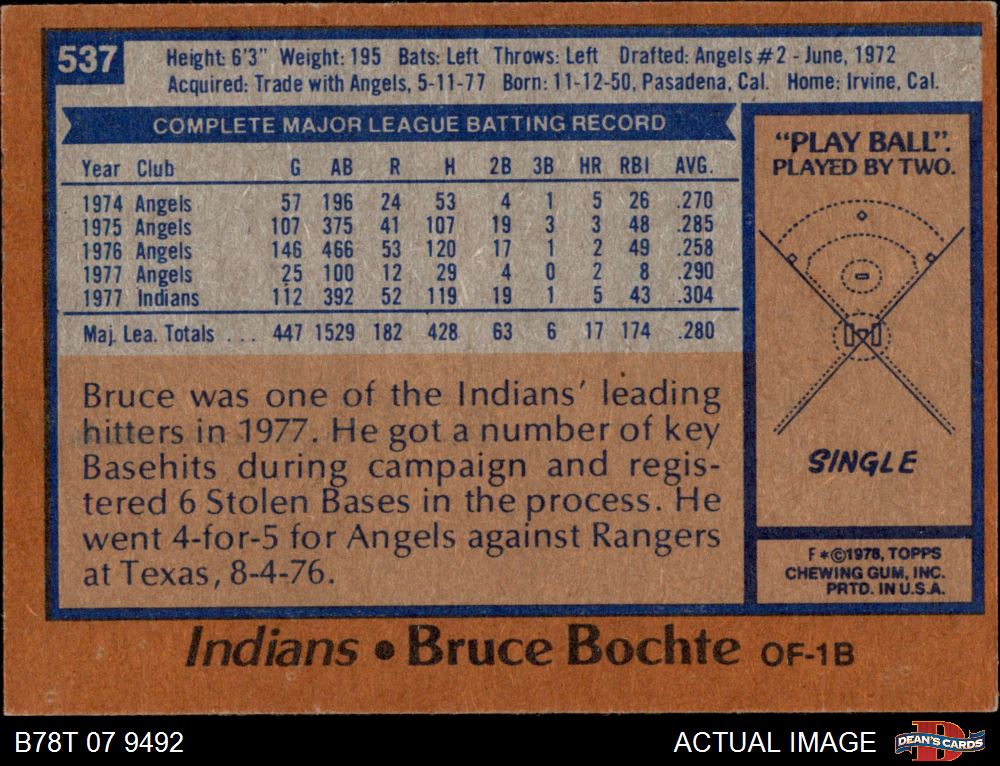 537
Height: 6'3" Weight: 195 Bats: Left Throws: Left Drafted: Angels #2 - June, 1972
Acquired: Trade with Angels, 5-11-77 Born: 11-12-50, Pasadena, Cal. Home: Irvine, Cal.
COMPLETE MAJOR LEAGUE BATTING RECORD
Year Club G AB R H 2B 3B HR RBI AVG.
1974 Angels 57 196 24 53 4 1 5 26 .270
1975 Angels 107 375 41 107 19 3 3 48 .285
1976 Angels 146 466 53 120 17 1 2 49 .258
1977 Angels 25 100 12 29 4 0 2 8 .290
1977 Indians 112 392 52 119 19 1 5 43 .304
Maj. Lea. Totals . . . 447 1529 182 428 63 6 17 174 .280
Bruce was one of the Indians' leading
hitters in 1977. He got a number of key
Basehits during campaign and regis-
tered 6 Stolen Bases in the process. He
went 4-for-5 for Angels against Rangers
at Texas, 8-4-76.
"PLAY BALL".
PLAYED BY TWO.
SINGLE
F*©1978, TOPPS
CHEWING GUM, INC.
PRTD. IN U.S.A.
Indians • Bruce Bochte OF-1B
B78T 07 9492
ACTUAL IMAGE
D
DEAN'S CARDS